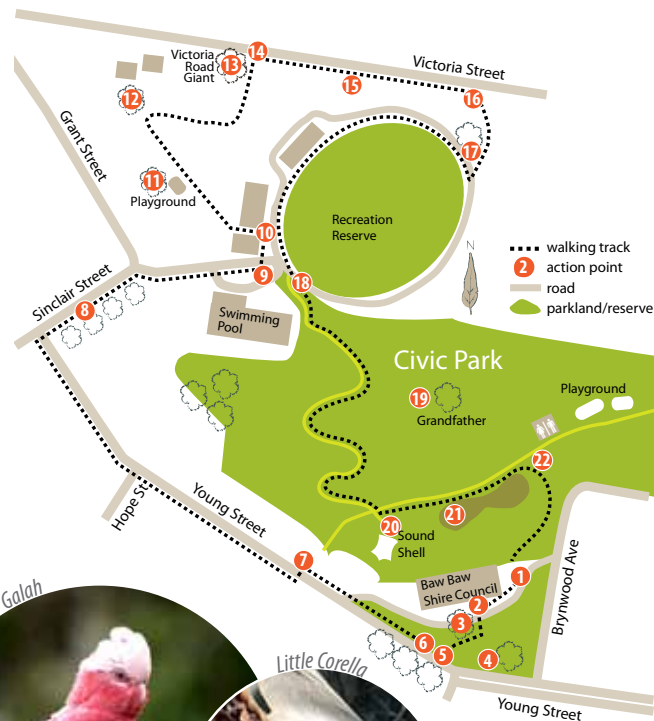 14
Victoria
Road
Giant
13
Victoria Street
15
16
12
17
Grant Street
11
Playground
Recreation
Reserve
10
N
walking track
2 action point
road
parkland/reserve
9
18
Sinclair Street
8
Swimming
Pool
Civic Park
Playground
19
Grandfather
22
Hope St
Young Street
21
20
Sound
Shell
7
Brynwood Ave
Baw Baw
Shire Council
1
2
3
6
5
4
Galah
Little Corella
Young Street